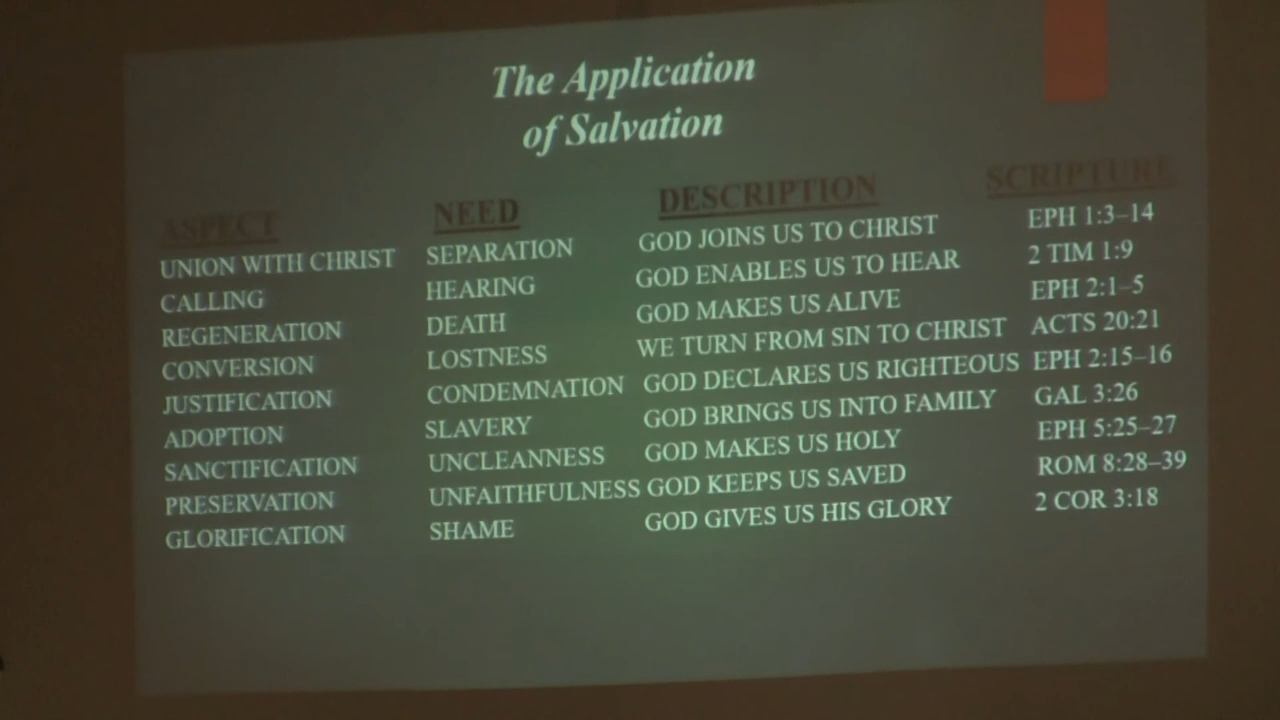 The Application
of Salvation
ASPECT NEED DESCRIPTION SCRIPTURE
UNION WITH CHRIST SEPARATION GOD JOINS US TO CHRIST EPH 1:3–14
CALLING HEARING GOD ENABLES US TO HEAR 2 TIM 1:9
REGENERATION DEATH GOD MAKES US ALIVE EPH 2:1–5
CONVERSION LOSTNESS WE TURN FROM SIN TO CHRIST ACTS 20:21
JUSTIFICATION CONDEMNATION GOD DECLARES US RIGHTEOUS EPH 2:15–16
ADOPTION SLAVERY GOD BRINGS US INTO FAMILY GAL 3:26
SANCTIFICATION UNCLEANNESS GOD MAKES US HOLY EPH 5:25–27
PRESERVATION UNFAITHFULNESS GOD KEEPS US SAVED ROM 8:28–39
GLORIFICATION SHAME GOD GIVES US HIS GLORY 2 COR 3:18